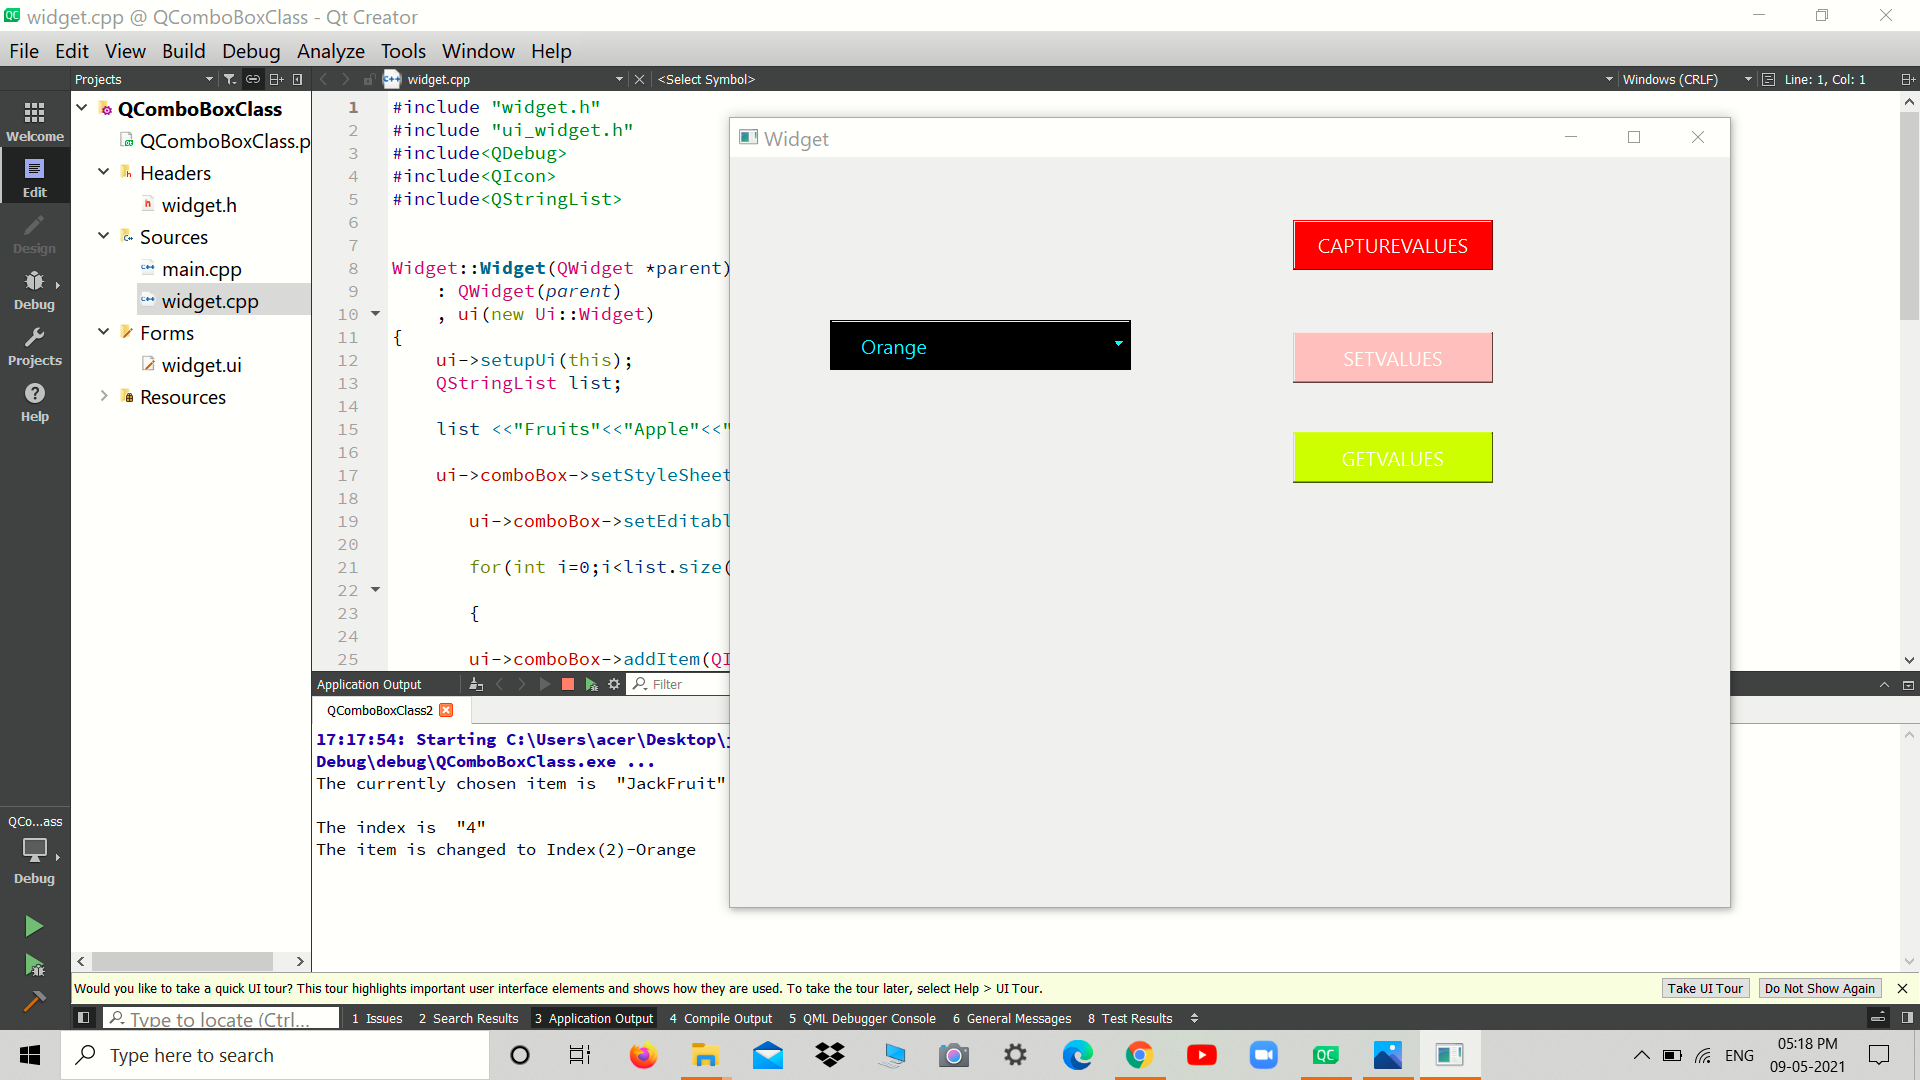 widget.cpp @ QComboBoxClass - Qt Creator
File Edit View Build Debug Analyze Tools Window Help
Projects
widget.cpp
<Select Symbol>
Windows (CRLF)
Line: 1, Col: 1
Welcome
Edit
Design
Debug
Projects
Help
QCo...ass
Debug
QComboBoxClass
QComboBoxClass.p
Headers
widget.h
Sources
main.cpp
widget.cpp
Forms
widget.ui
Resources
1 #include "widget.h"
2 #include "ui_widget.h"
3 #include<QDebug>
4 #include<QIcon>
5 #include<QStringList>
6
7
8 Widget::Widget(QWidget *parent)
9 : QWidget(parent)
10 , ui(new Ui::Widget)
11 {
12 ui->setupUi(this);
13 QStringList list;
14
15 list <<"Fruits"<<"Apple"<<"
16
17 ui->comboBox->setStyleSheet
18
19 ui->comboBox->setEditabl
20
21 for(int i=0;i<list.size(
22
23 {
24
25 ui->comboBox->addItem(QI
Widget
CAPTUREVALUES
Orange
SETVALUES
GETVALUES
Application Output
Filter
QComboBoxClass2
17:17:54: Starting C:\Users\acer\Desktop\
Debug\debug\QComboBoxClass.exe ...
The currently chosen item is "JackFruit"
The index is "4"
The item is changed to Index(2)-Orange
Would you like to take a quick UI tour? This tour highlights important user interface elements and shows how they are used. To take the tour later, select Help > UI Tour.
Take UI Tour
Do Not Show Again
Type to locate (Ctrl...
1 Issues
2 Search Results
3 Application Output
4 Compile Output
5 QML Debugger Console
6 General Messages
8 Test Results
Type here to search
QC
ENG
05:18 PM
09-05-2021